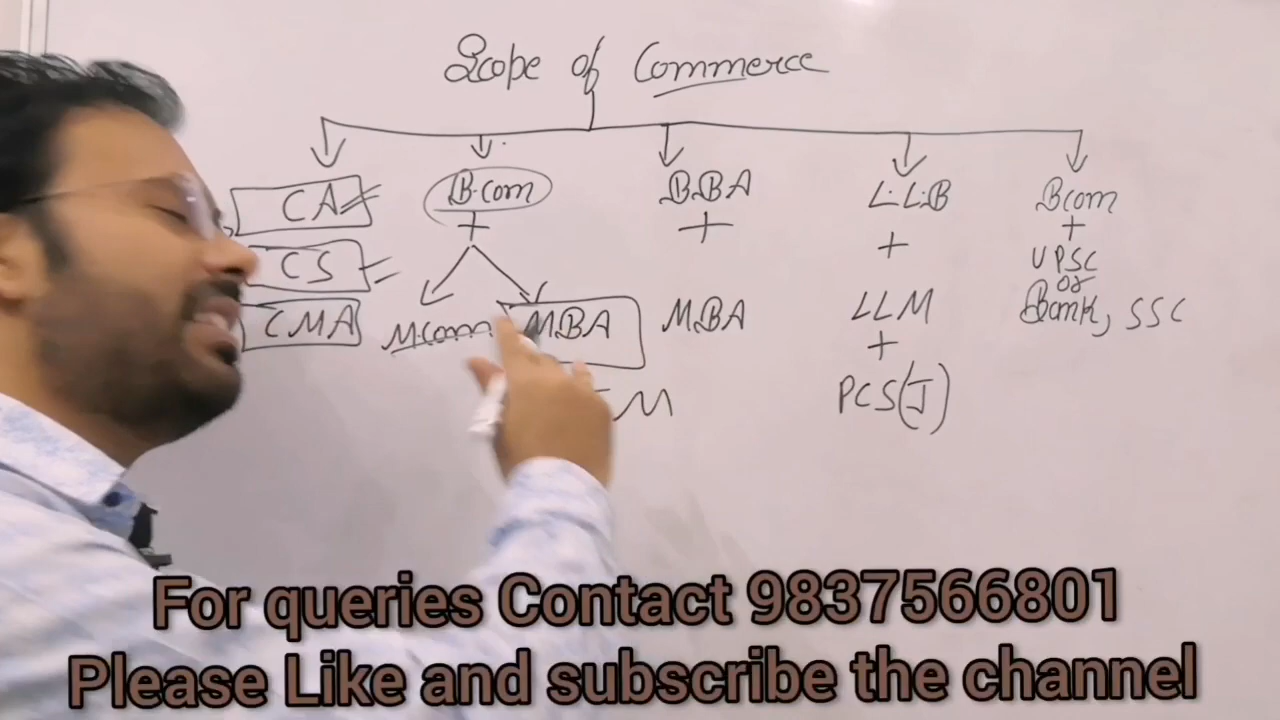 Scope of Commerce
CA B.com BBA L.L.B Bcom
+ + + +
CS UPSC
or
CMA M.com MBA MBA LLM Bank, SSC
+
M PCS(J)
For queries Contact 9837566801
Please Like and subscribe the channel